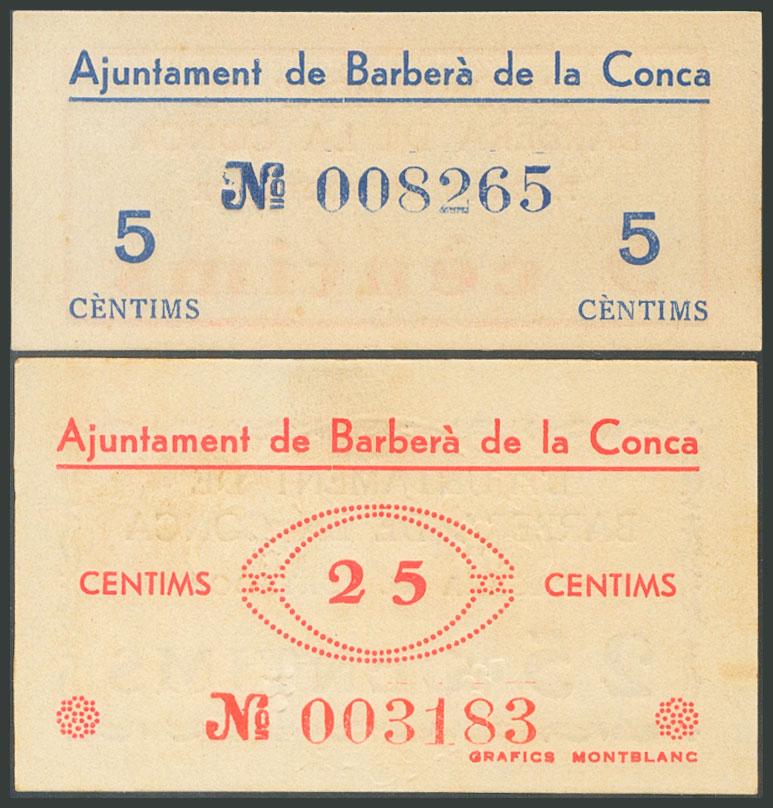 Ajuntament de Barberà de la Conca
Nº 008265
5 5
CÈNTIMS CÈNTIMS
Ajuntament de Barberà de la Conca
CENTIMS 25 CENTIMS
Nº 003183
GRAFICS MONTBLANC